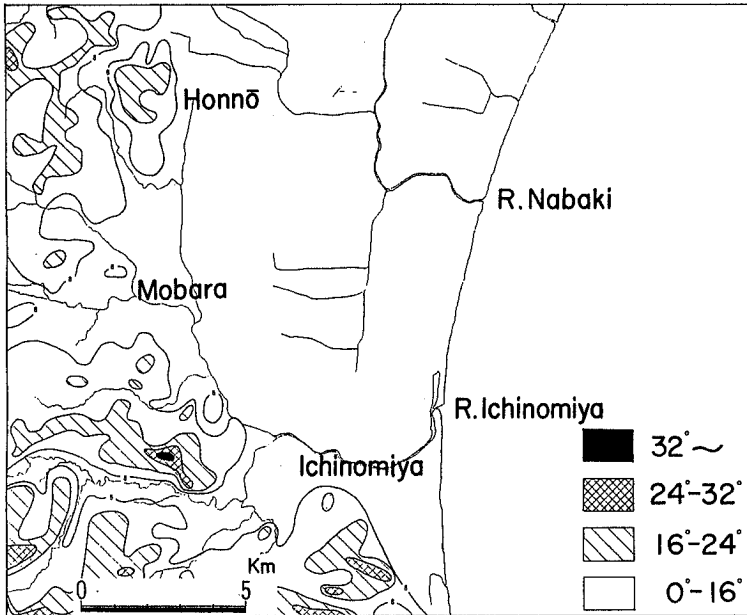 Honnō
R. Nabaki
Mobara
R. Ichinomiya
Ichinomiya
32°~
24°-32°
16°-24°
0°-16°
Km
0 5